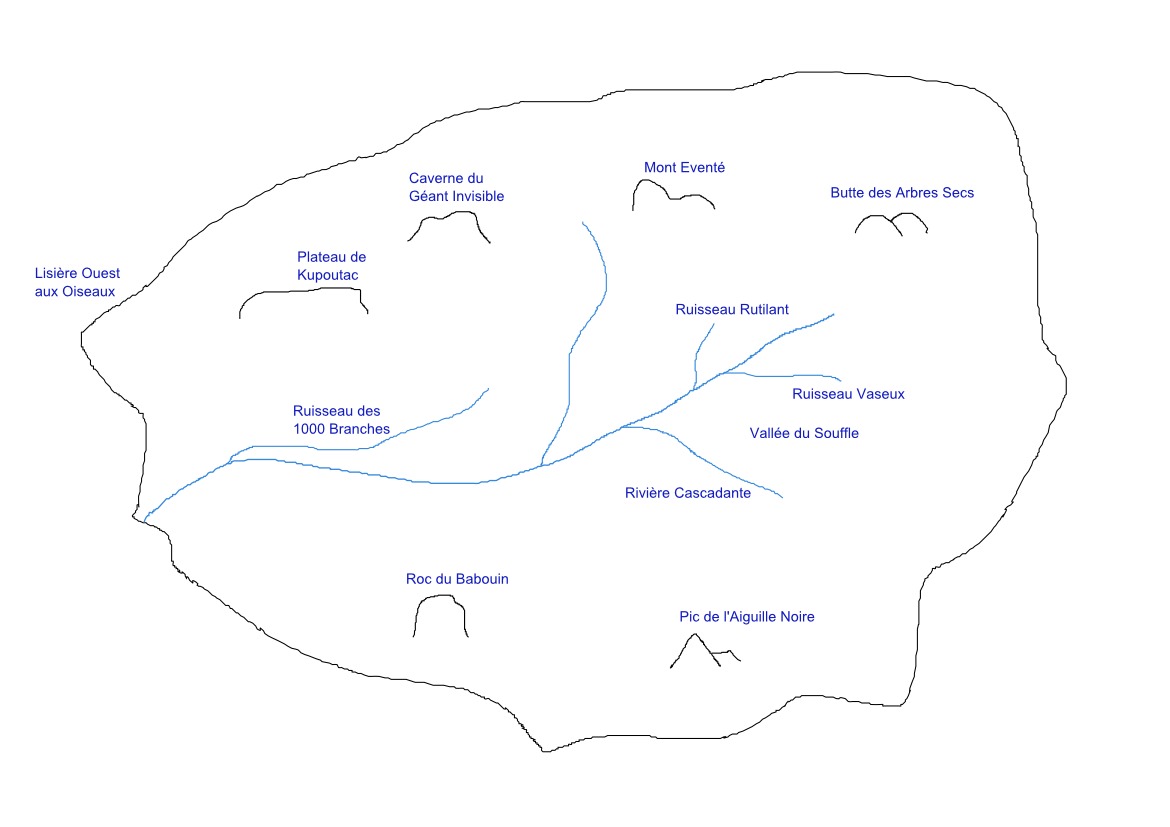 Mont Eventé
Caverne du
Géant Invisible
Butte des Arbres Secs
Plateau de
Kupoutac
Lisière Ouest
aux Oiseaux
Ruisseau Rutilant
Ruisseau Vaseux
Ruisseau des
1000 Branches
Vallée du Souffle
Rivière Cascadante
Roc du Babouin
Pic de l'Aiguille Noire